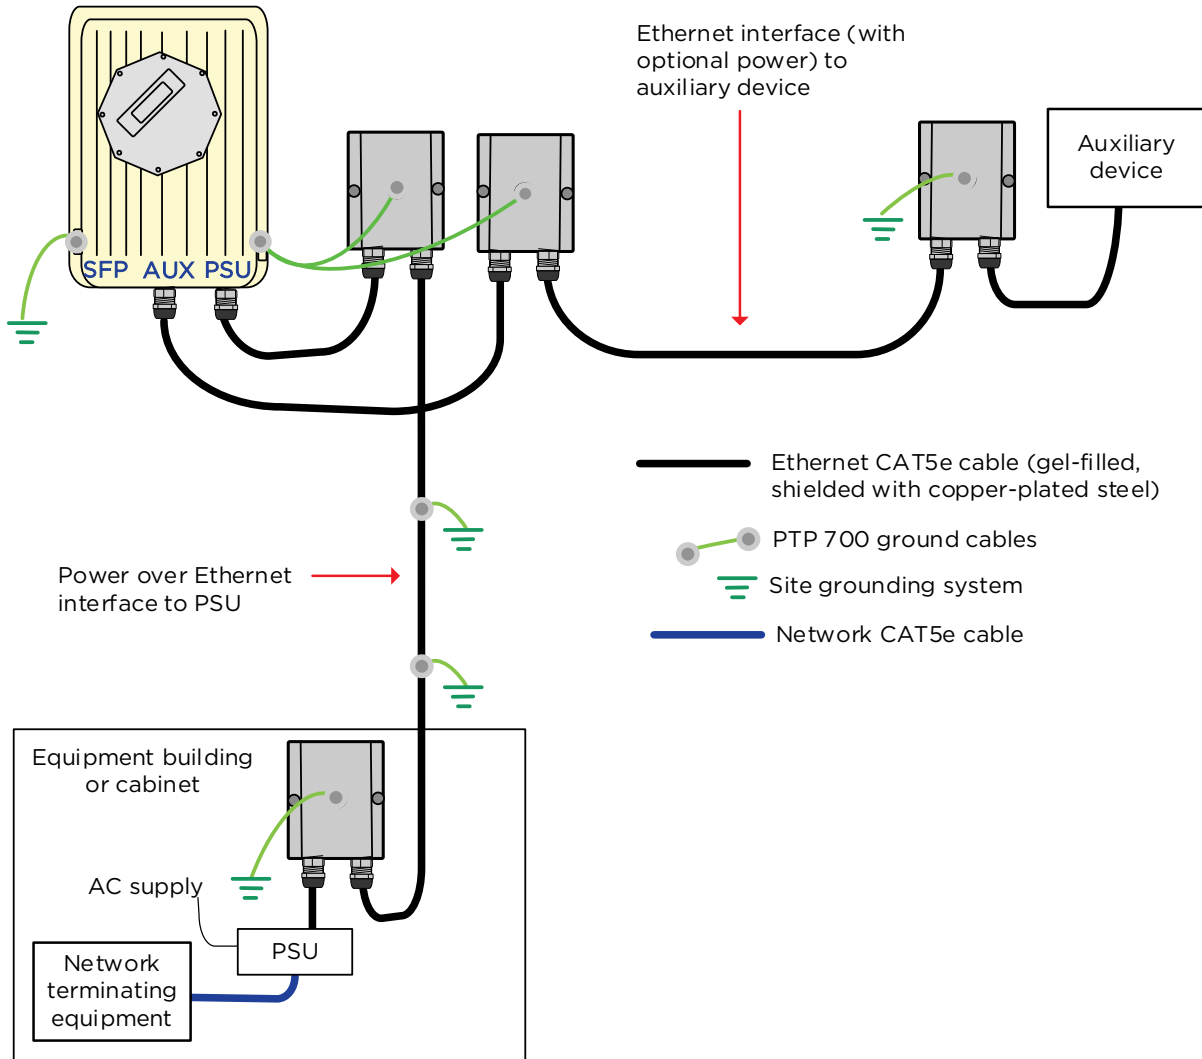 Ethernet interface (with
optional power) to
auxiliary device
Auxiliary
device
SFP AUX PSU
Ethernet CAT5e cable (gel-filled,
shielded with copper-plated steel)
PTP 700 ground cables
Site grounding system
Network CAT5e cable
Power over Ethernet
interface to PSU
Equipment building
or cabinet
AC supply
PSU
Network
terminating
equipment